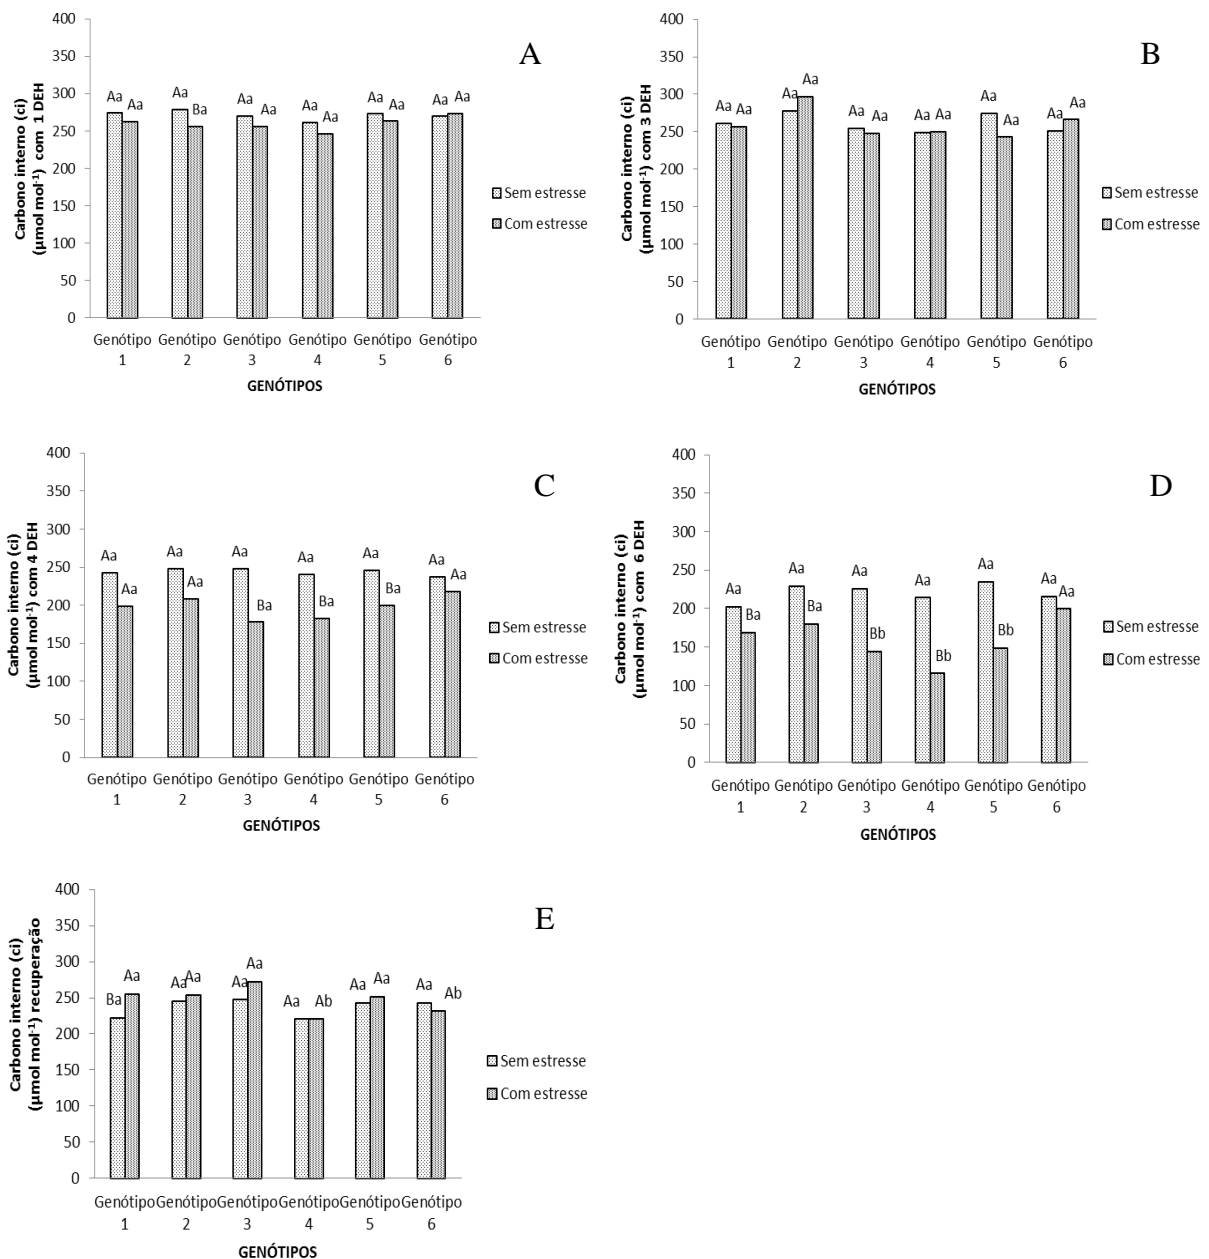 A
Carbono interno (ci)
(µmol mol-1) com 1 DEH
400
350
300
250
200
150
100
50
0
Aa Aa Aa Ba Aa Aa Aa Aa Aa Aa Aa Aa
Sem estresse
Com estresse
Genótipo Genótipo Genótipo Genótipo Genótipo Genótipo
1 2 3 4 5 6
GENÓTIPOS
B
Carbono interno (ci)
(µmol mol-1) com 3 DEH
400
350
300
250
200
150
100
50
0
Aa Aa Aa Aa Aa Aa Aa Aa Aa Aa Aa Aa
Sem estresse
Com estresse
Genótipo Genótipo Genótipo Genótipo Genótipo Genótipo
1 2 3 4 5 6
GENÓTIPOS
C
Carbono interno (ci)
(µmol mol-1) com 4 DEH
400
350
300
250
200
150
100
50
0
Aa Aa Aa Aa Aa Ba Aa Ba Aa Ba Aa Aa
Sem estresse
Com estresse
Genótipo Genótipo Genótipo Genótipo Genótipo Genótipo
1 2 3 4 5 6
GENÓTIPOS
D
Carbono interno (ci)
(µmol mol-1) com 6 DEH
400
350
300
250
200
150
100
50
0
Aa Ba Aa Ba Aa Bb Aa Bb Aa Bb Aa Aa
Sem estresse
Com estresse
Genótipo Genótipo Genótipo Genótipo Genótipo Genótipo
1 2 3 4 5 6
GENÓTIPOS
E
Carbono interno (ci)
(µmol mol-1) recuperação
400
350
300
250
200
150
100
50
0
Ba Aa Aa Aa Aa Aa Aa Ab Aa Aa Aa Ab
Sem estresse
Com estresse
Genótipo Genótipo Genótipo Genótipo Genótipo Genótipo
1 2 3 4 5 6
GENÓTIPOS